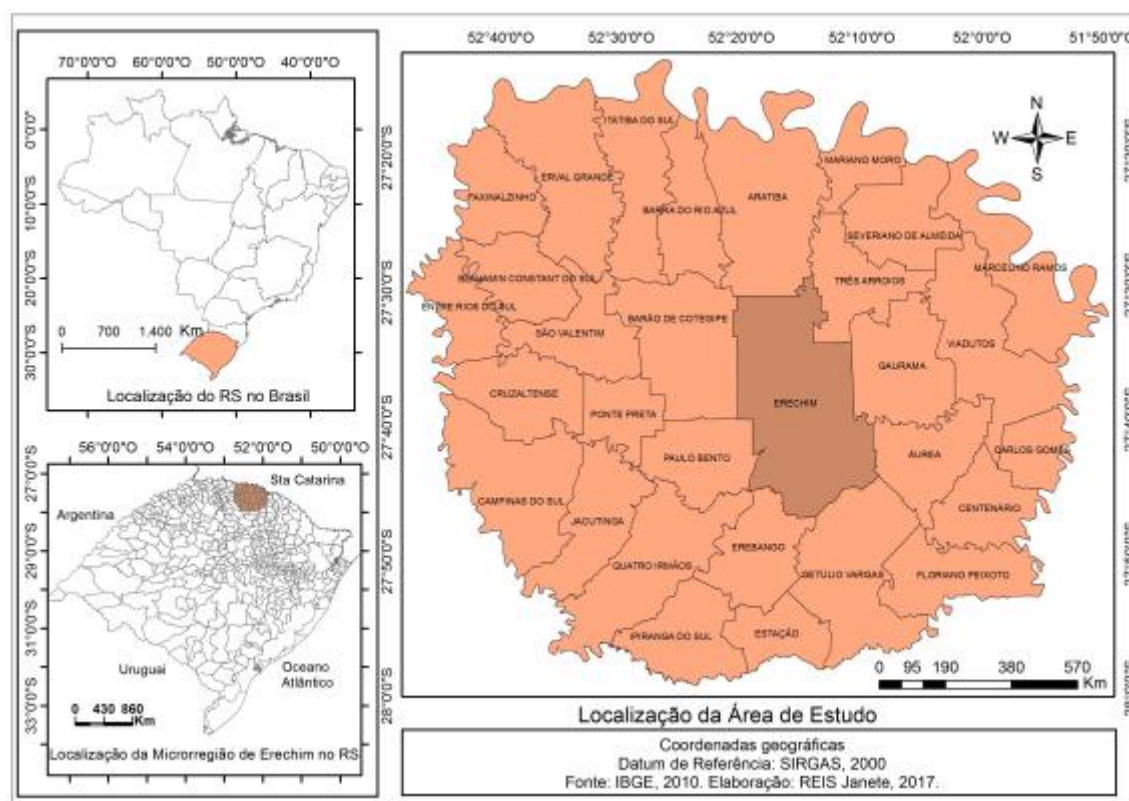 70°0'0"O 60°0'0"O 50°0'0"O 40°0'0"O
0°0'0"
10°0'0"S
20°0'0"S
30°0'0"S
0 700 1.400 Km
Localização do RS no Brasil
56°0'0"O 54°0'0"O 52°0'0"O 50°0'0"O
27°0'0"S
29°0'0"S
31°0'0"S
33°0'0"S
Sta Catarina
Argentina
Uruguai
Oceano
Atlântico
0 430 860
Km
Localização da Microrregião de Erechim no RS
52°40'0"O 52°30'0"O 52°20'0"O 52°10'0"O 52°0'0"O 51°50'0"O
27°20'0"S
27°30'0"S
27°40'0"S
27°50'0"S
28°0'0"S
N
W E
S
ITATIBA DO SUL
MARIANO MORO
ERVAL GRANDE
FAXINALZINHO
BARRA DO RIO AZUL
ARATIBA
SEVERIANO DE ALMEIDA
MARCELINO RAMOS
BENJAMIN CONSTANT DO SUL
TRÊS ARROIOS
ENTRE RIOS DO SUL
BARÃO DE COTEGIPE
SÃO VALENTIM
VIADUTOS
GAURAMA
CRUZALTENSE
ERECHIM
PONTE PRETA
PAULO BENTO
ÁUREA
CARLOS GOMES
CAMPINAS DO SUL
CENTENÁRIO
JACUTINGA
EREBANGO
QUATRO IRMÃOS
GETÚLIO VARGAS
FLORIANO PEIXOTO
IPIRANGA DO SUL
ESTAÇÃO
0 95 190 380 570
Km
Localização da Área de Estudo
Coordenadas geográficas
Datum de Referência: SIRGAS, 2000
Fonte: IBGE, 2010. Elaboração: REIS Janete, 2017.